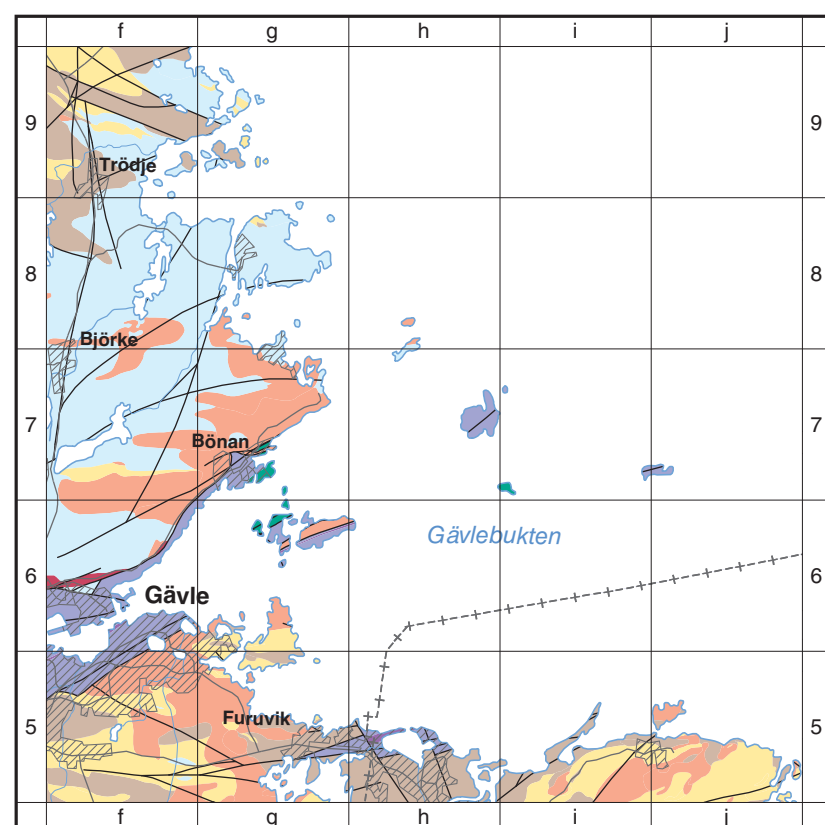 f g h i j
9 9
Trödje
8 8
Björke
7 7
Bönan
Gävlebukten
6 6
Gävle
Furuvik
5 5
f g h i j